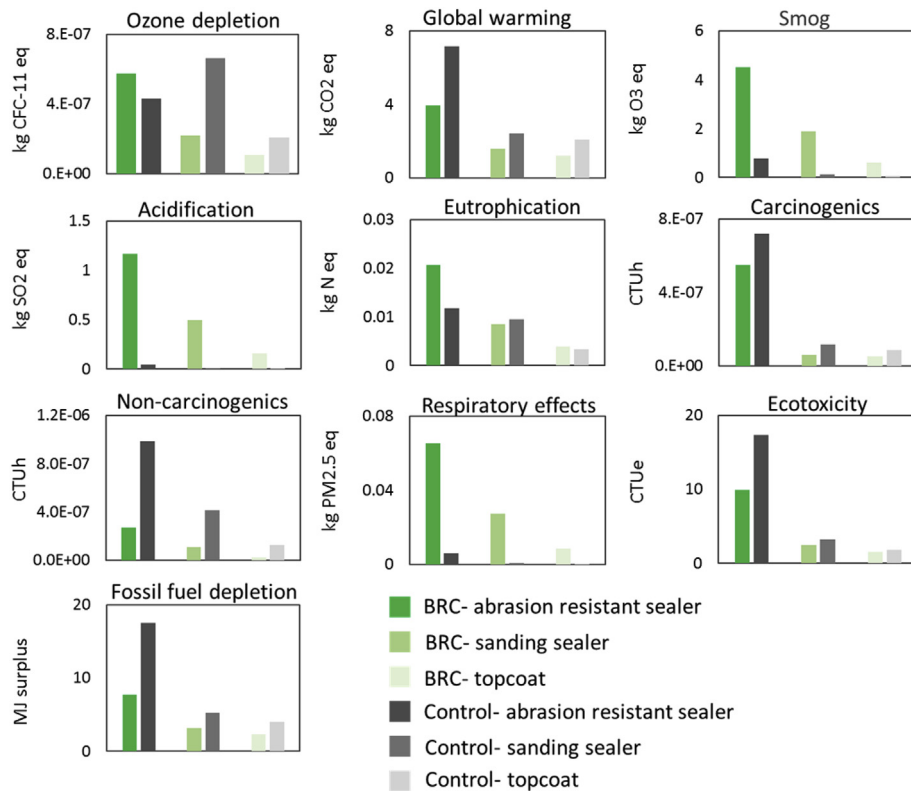 Ozone depletion
kg CFC-11 eq
8.E-07
4.E-07
0.E+00
Global warming
kg CO2 eq
8
4
0
Smog
kg O3 eq
6
4
2
0
Acidification
kg SO2 eq
1.5
1
0.5
0
Eutrophication
kg N eq
0.03
0.02
0.01
0
Carcinogenics
CTUh
8.E-07
4.E-07
0.E+00
Non-carcinogenics
CTUh
1.2E-06
8.0E-07
4.0E-07
0.0E+00
Respiratory effects
kg PM2.5 eq
0.08
0.04
0
Ecotoxicity
CTUe
20
10
0
Fossil fuel depletion
MJ surplus
20
10
0
BRC- abrasion resistant sealer
BRC- sanding sealer
BRC- topcoat
Control- abrasion resistant sealer
Control- sanding sealer
Control- topcoat